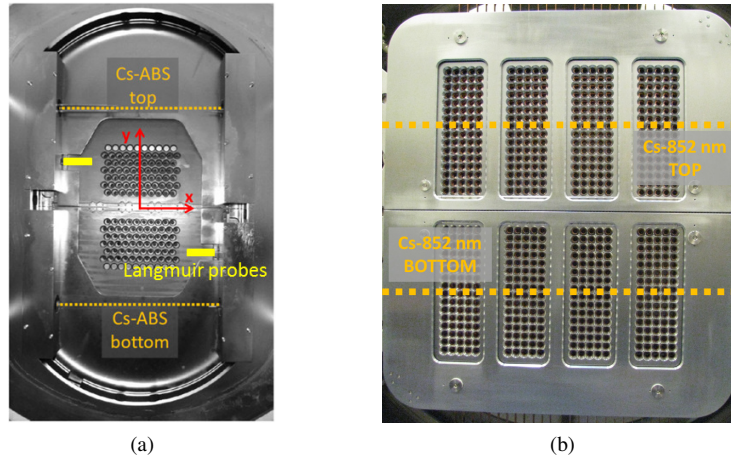 Cs-ABS
top
y
x
Langmuir probes
Cs-ABS
bottom
Cs-852 nm
TOP
Cs-852 nm
BOTTOM
(a)
(b)